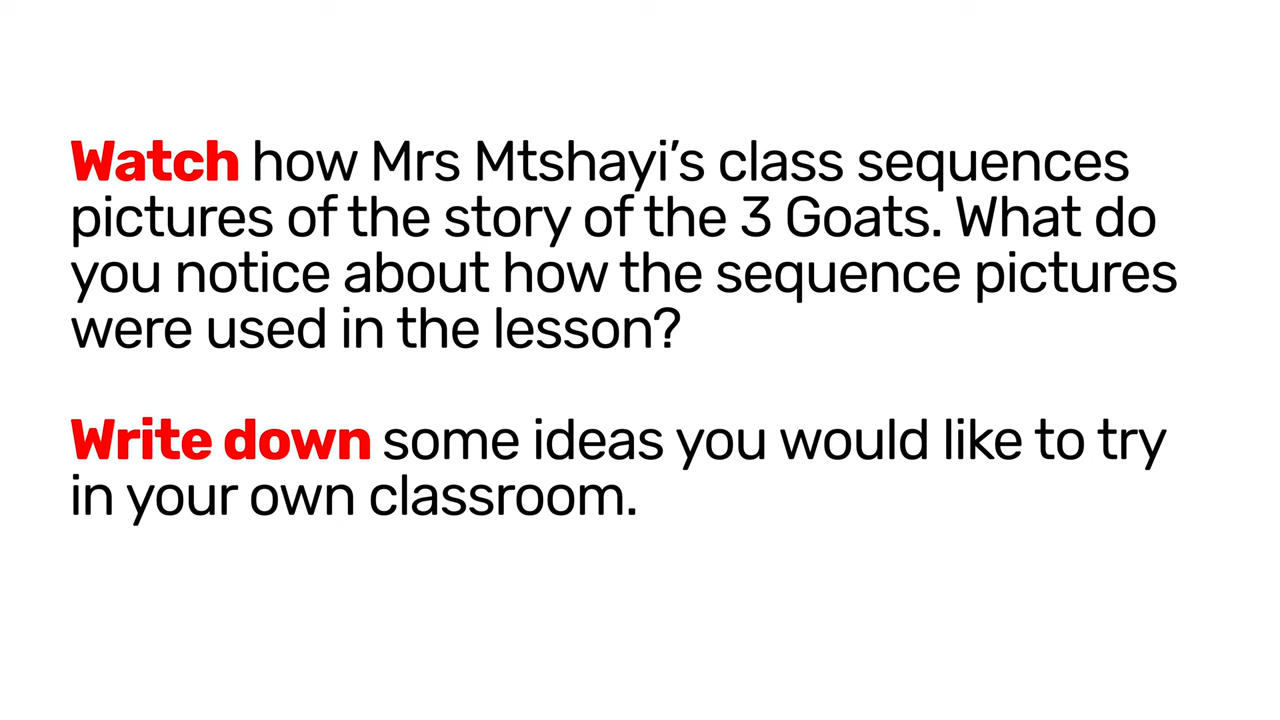 Watch how Mrs Mtshayi’s class sequences
pictures of the story of the 3 Goats. What do
you notice about how the sequence pictures
were used in the lesson?
Write down some ideas you would like to try
in your own classroom.